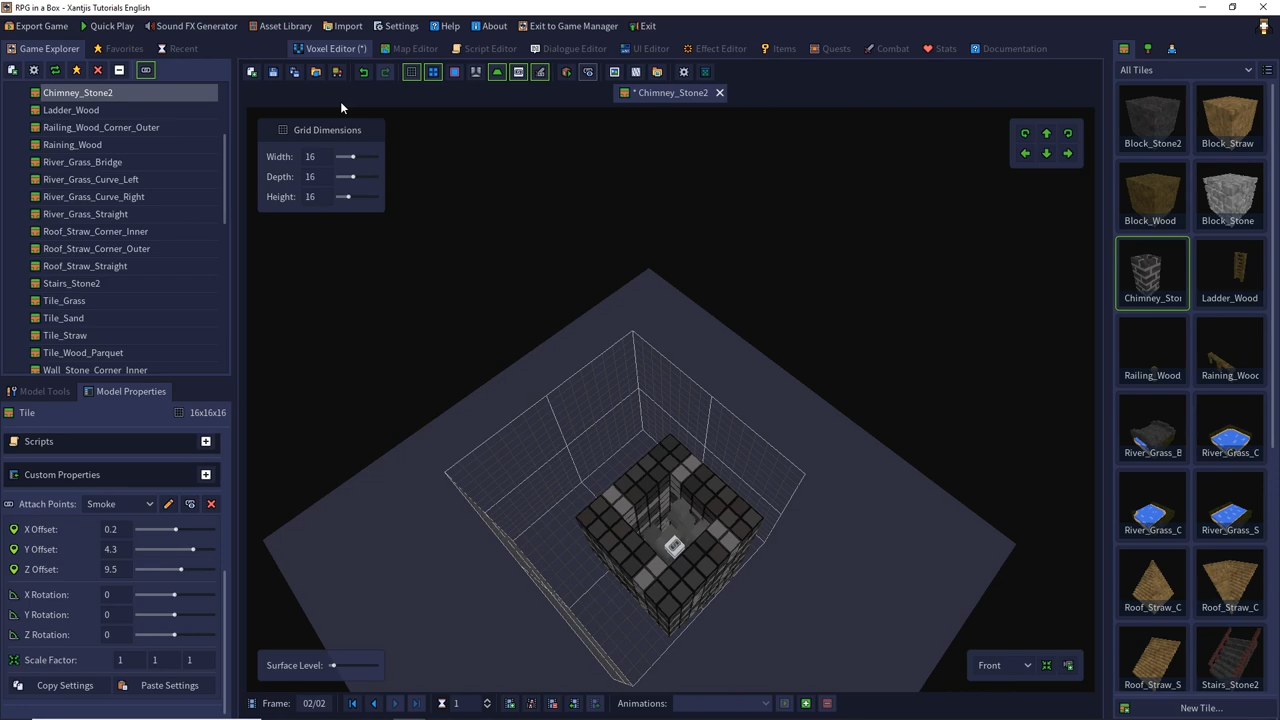 RPG in a Box - Xantjis Tutorials English
Export Game Quick Play Sound FX Generator Asset Library Import Settings Help About Exit to Game Manager Exit
Game Explorer Favorites Recent Voxel Editor (*) Map Editor Script Editor Dialogue Editor UI Editor Effect Editor Items Quests Combat Stats Documentation
All Tiles
* Chimney_Stone2
Chimney_Stone2
Ladder_Wood
Railing_Wood_Corner_Outer
Raining_Wood
River_Grass_Bridge
River_Grass_Curve_Left
River_Grass_Curve_Right
River_Grass_Straight
Roof_Straw_Corner_Inner
Roof_Straw_Corner_Outer
Roof_Straw_Straight
Stairs_Stone2
Tile_Grass
Tile_Sand
Tile_Straw
Tile_Wood_Parquet
Wall_Stone_Corner_Inner
Model Tools Model Properties
Tile 16x16x16
Scripts
Custom Properties
Attach Points: Smoke
X Offset: 0.2
Y Offset: 4.3
Z Offset: 9.5
X Rotation: 0
Y Rotation: 0
Z Rotation: 0
Scale Factor: 1 1 1
Copy Settings Paste Settings
Grid Dimensions
Width: 16
Depth: 16
Height: 16
Surface Level:
Front
Frame: 02/02 1 Animations:
Block_Stone2 Block_Straw
Block_Wood Block_Stone
Chimney_Stor Ladder_Wood
Railing_Wood Raining_Wood
River_Grass_B River_Grass_C
River_Grass_C River_Grass_S
Roof_Straw_C Roof_Straw_C
Roof_Straw_S Stairs_Stone2
New Tile...